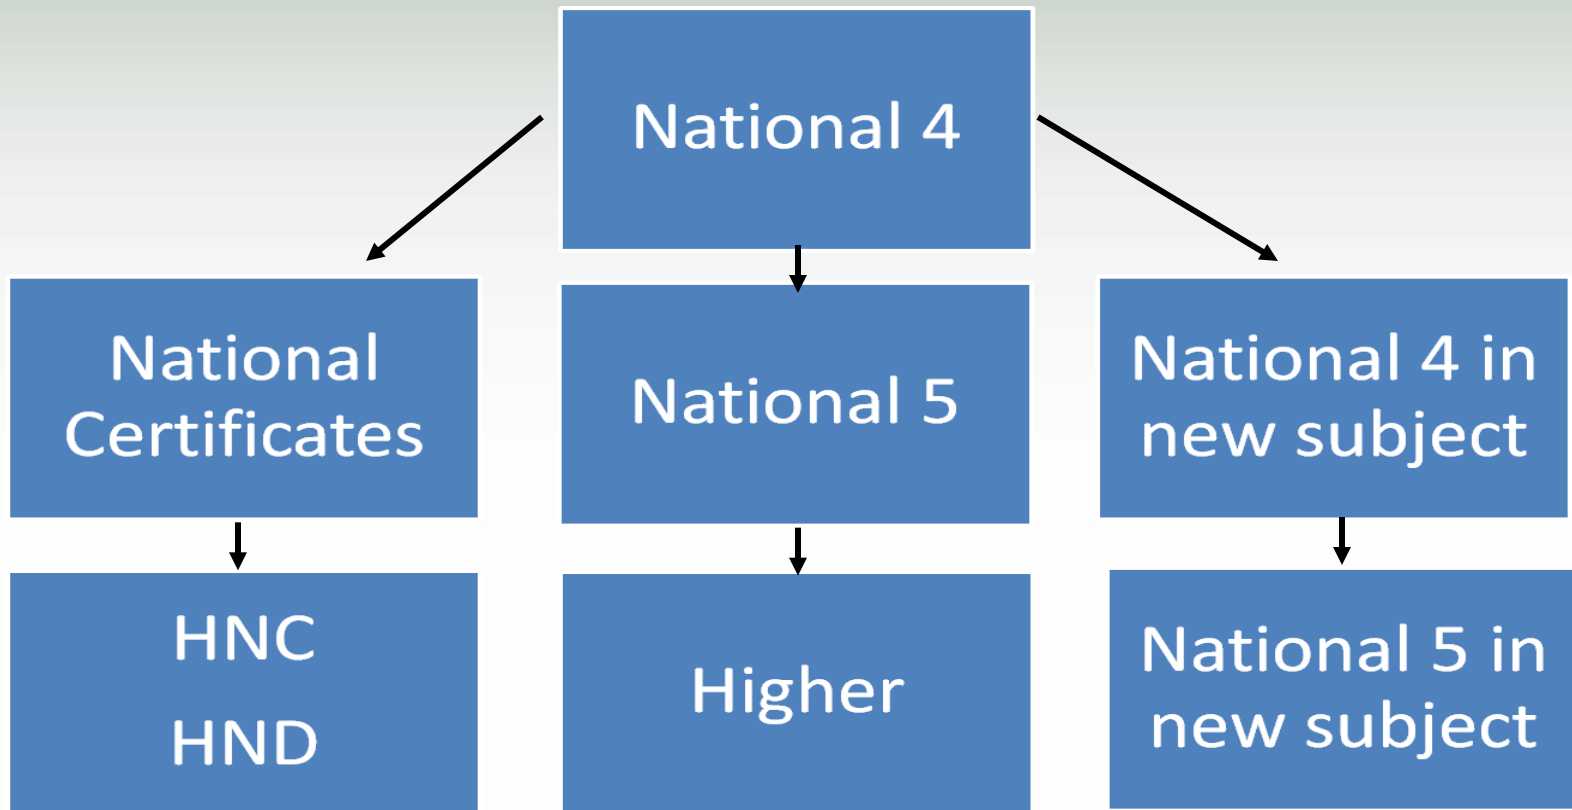 National 4
National
Certificates
National 5
National 4 in
new subject
HNC
HND
Higher
National 5 in
new subject